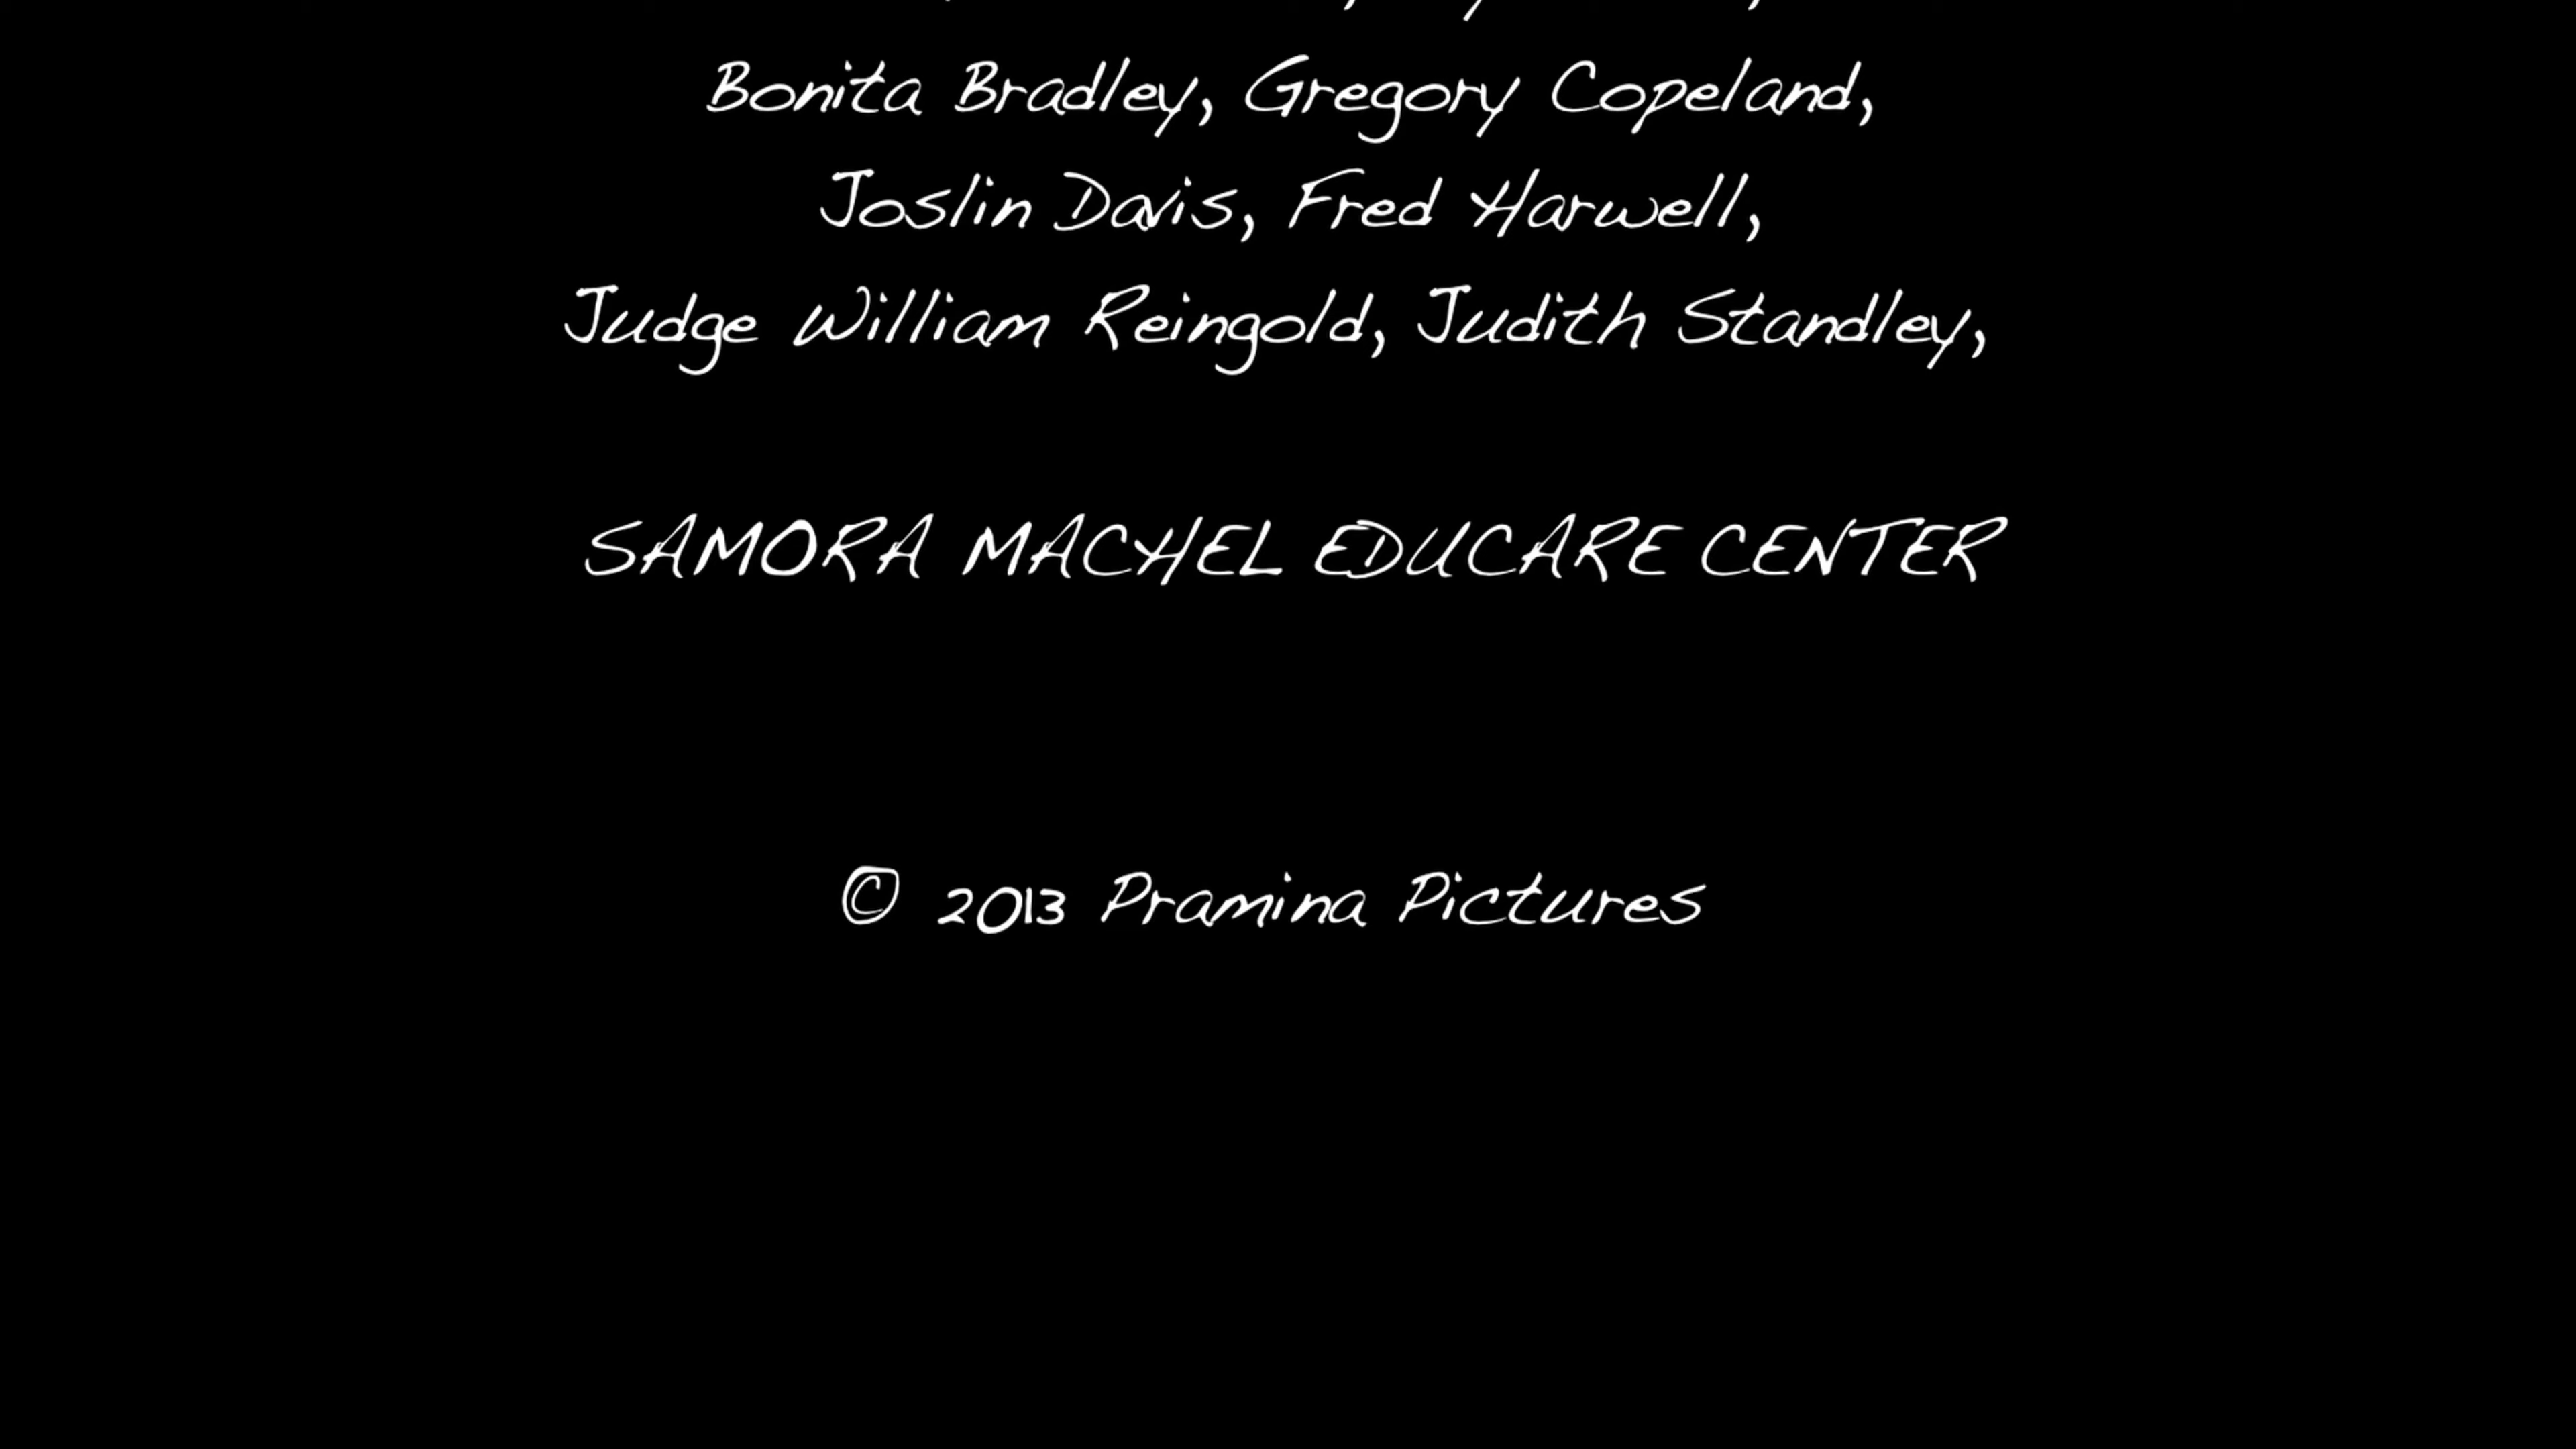 Bonita Bradley, Gregory Copeland,
Joslin Davis, Fred Harwell,
Judge William Reingold, Judith Standley,
SAMORA MACHEL EDUCARE CENTER
© 2013 Pramina Pictures